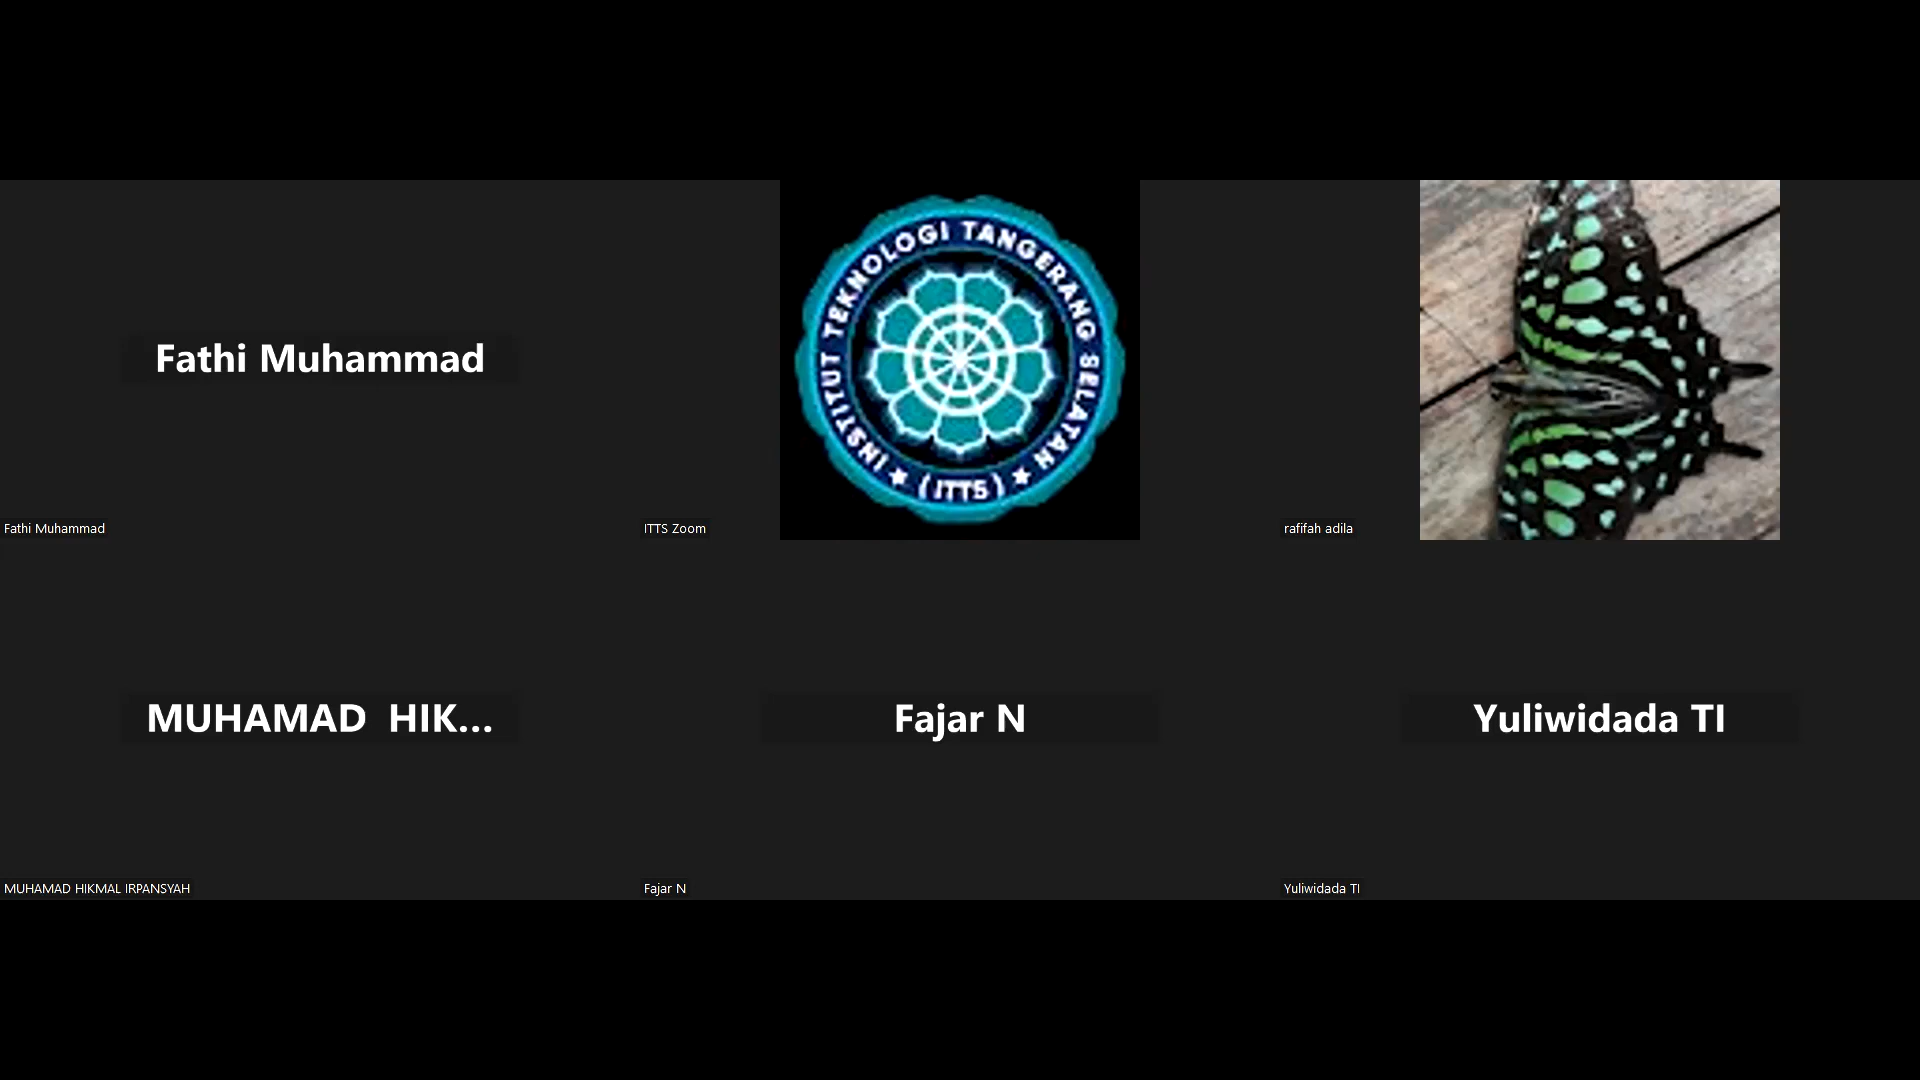 Fathi Muhammad
INSTITUT TEKNOLOGI TANGERANG SELATAN
(ITTS)
Fathi Muhammad
ITTS Zoom
rafifah adila
MUHAMAD HIK...
Fajar N
Yuliwidada TI
MUHAMAD HIKMAL IRPANSYAH
Fajar N
Yuliwidada TI